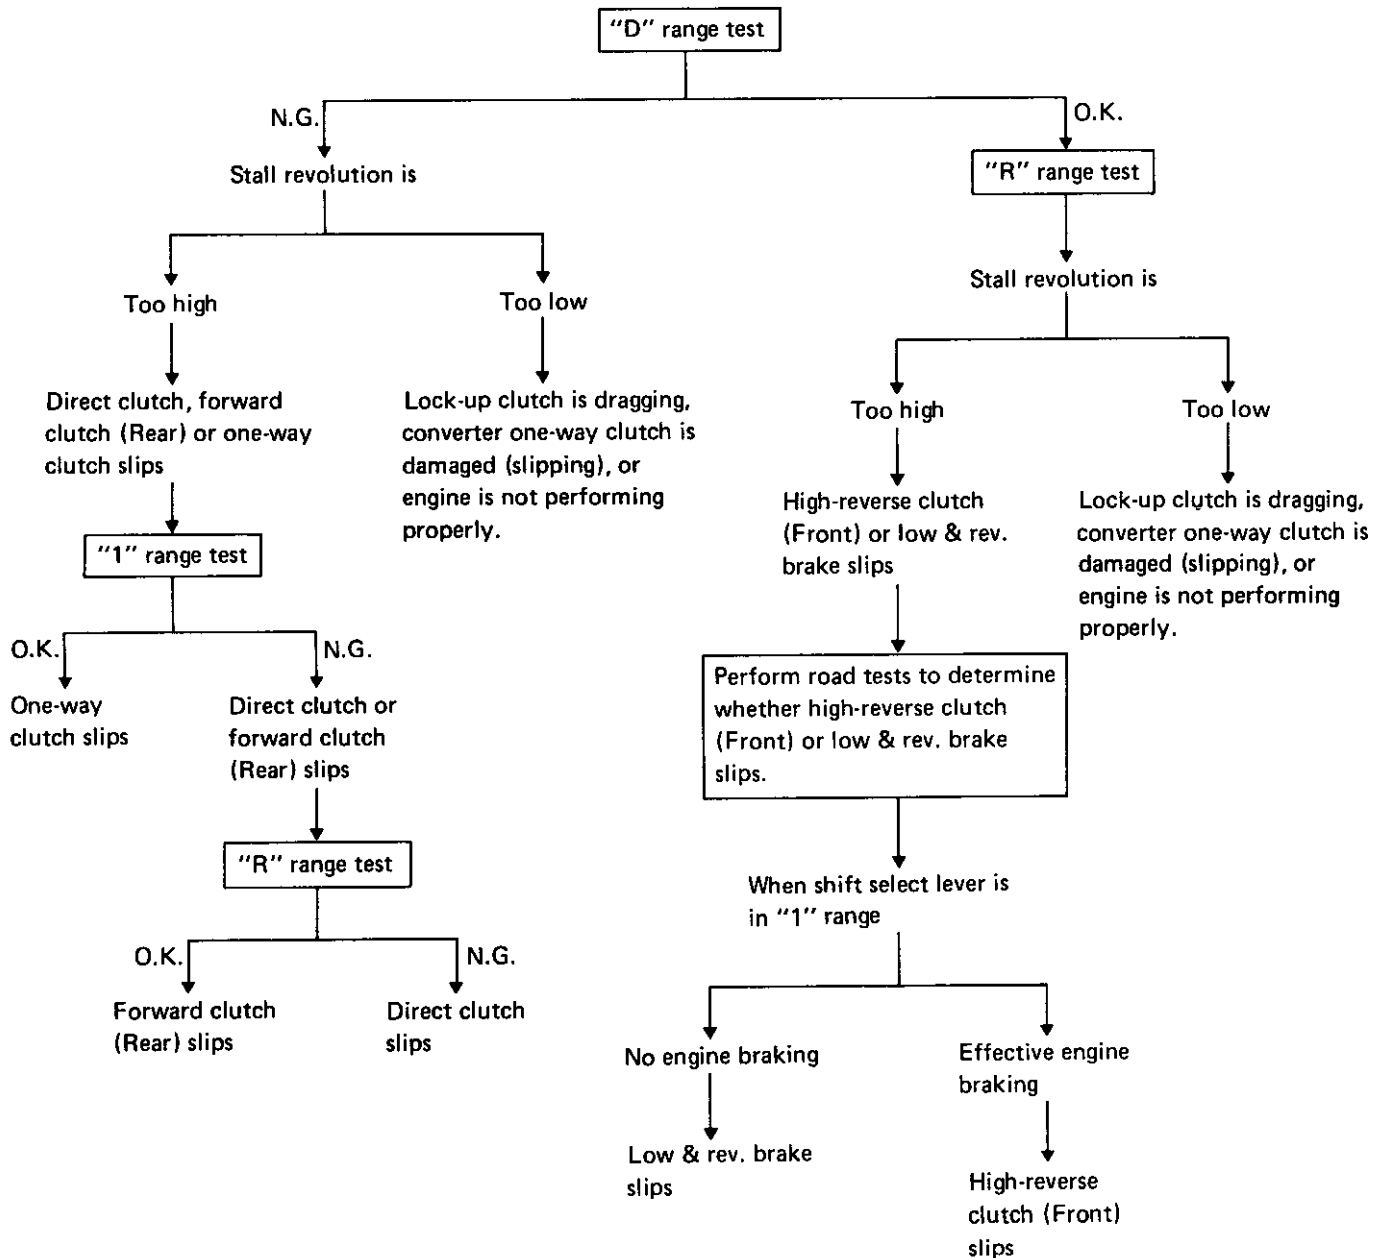 "D" range test
N.G.
O.K.
Stall revolution is
"R" range test
Too high
Too low
Stall revolution is
Direct clutch, forward
clutch (Rear) or one-way
clutch slips
Lock-up clutch is dragging,
converter one-way clutch is
damaged (slipping), or
engine is not performing
properly.
Too high
Too low
"1" range test
High-reverse clutch
(Front) or low & rev.
brake slips
Lock-up clutch is dragging,
converter one-way clutch is
damaged (slipping), or
engine is not performing
properly.
O.K.
N.G.
One-way
clutch slips
Direct clutch or
forward clutch
(Rear) slips
Perform road tests to determine
whether high-reverse clutch
(Front) or low & rev. brake
slips.
"R" range test
When shift select lever is
in "1" range
O.K.
N.G.
Forward clutch
(Rear) slips
Direct clutch
slips
No engine braking
Effective engine
braking
Low & rev. brake
slips
High-reverse
clutch (Front)
slips